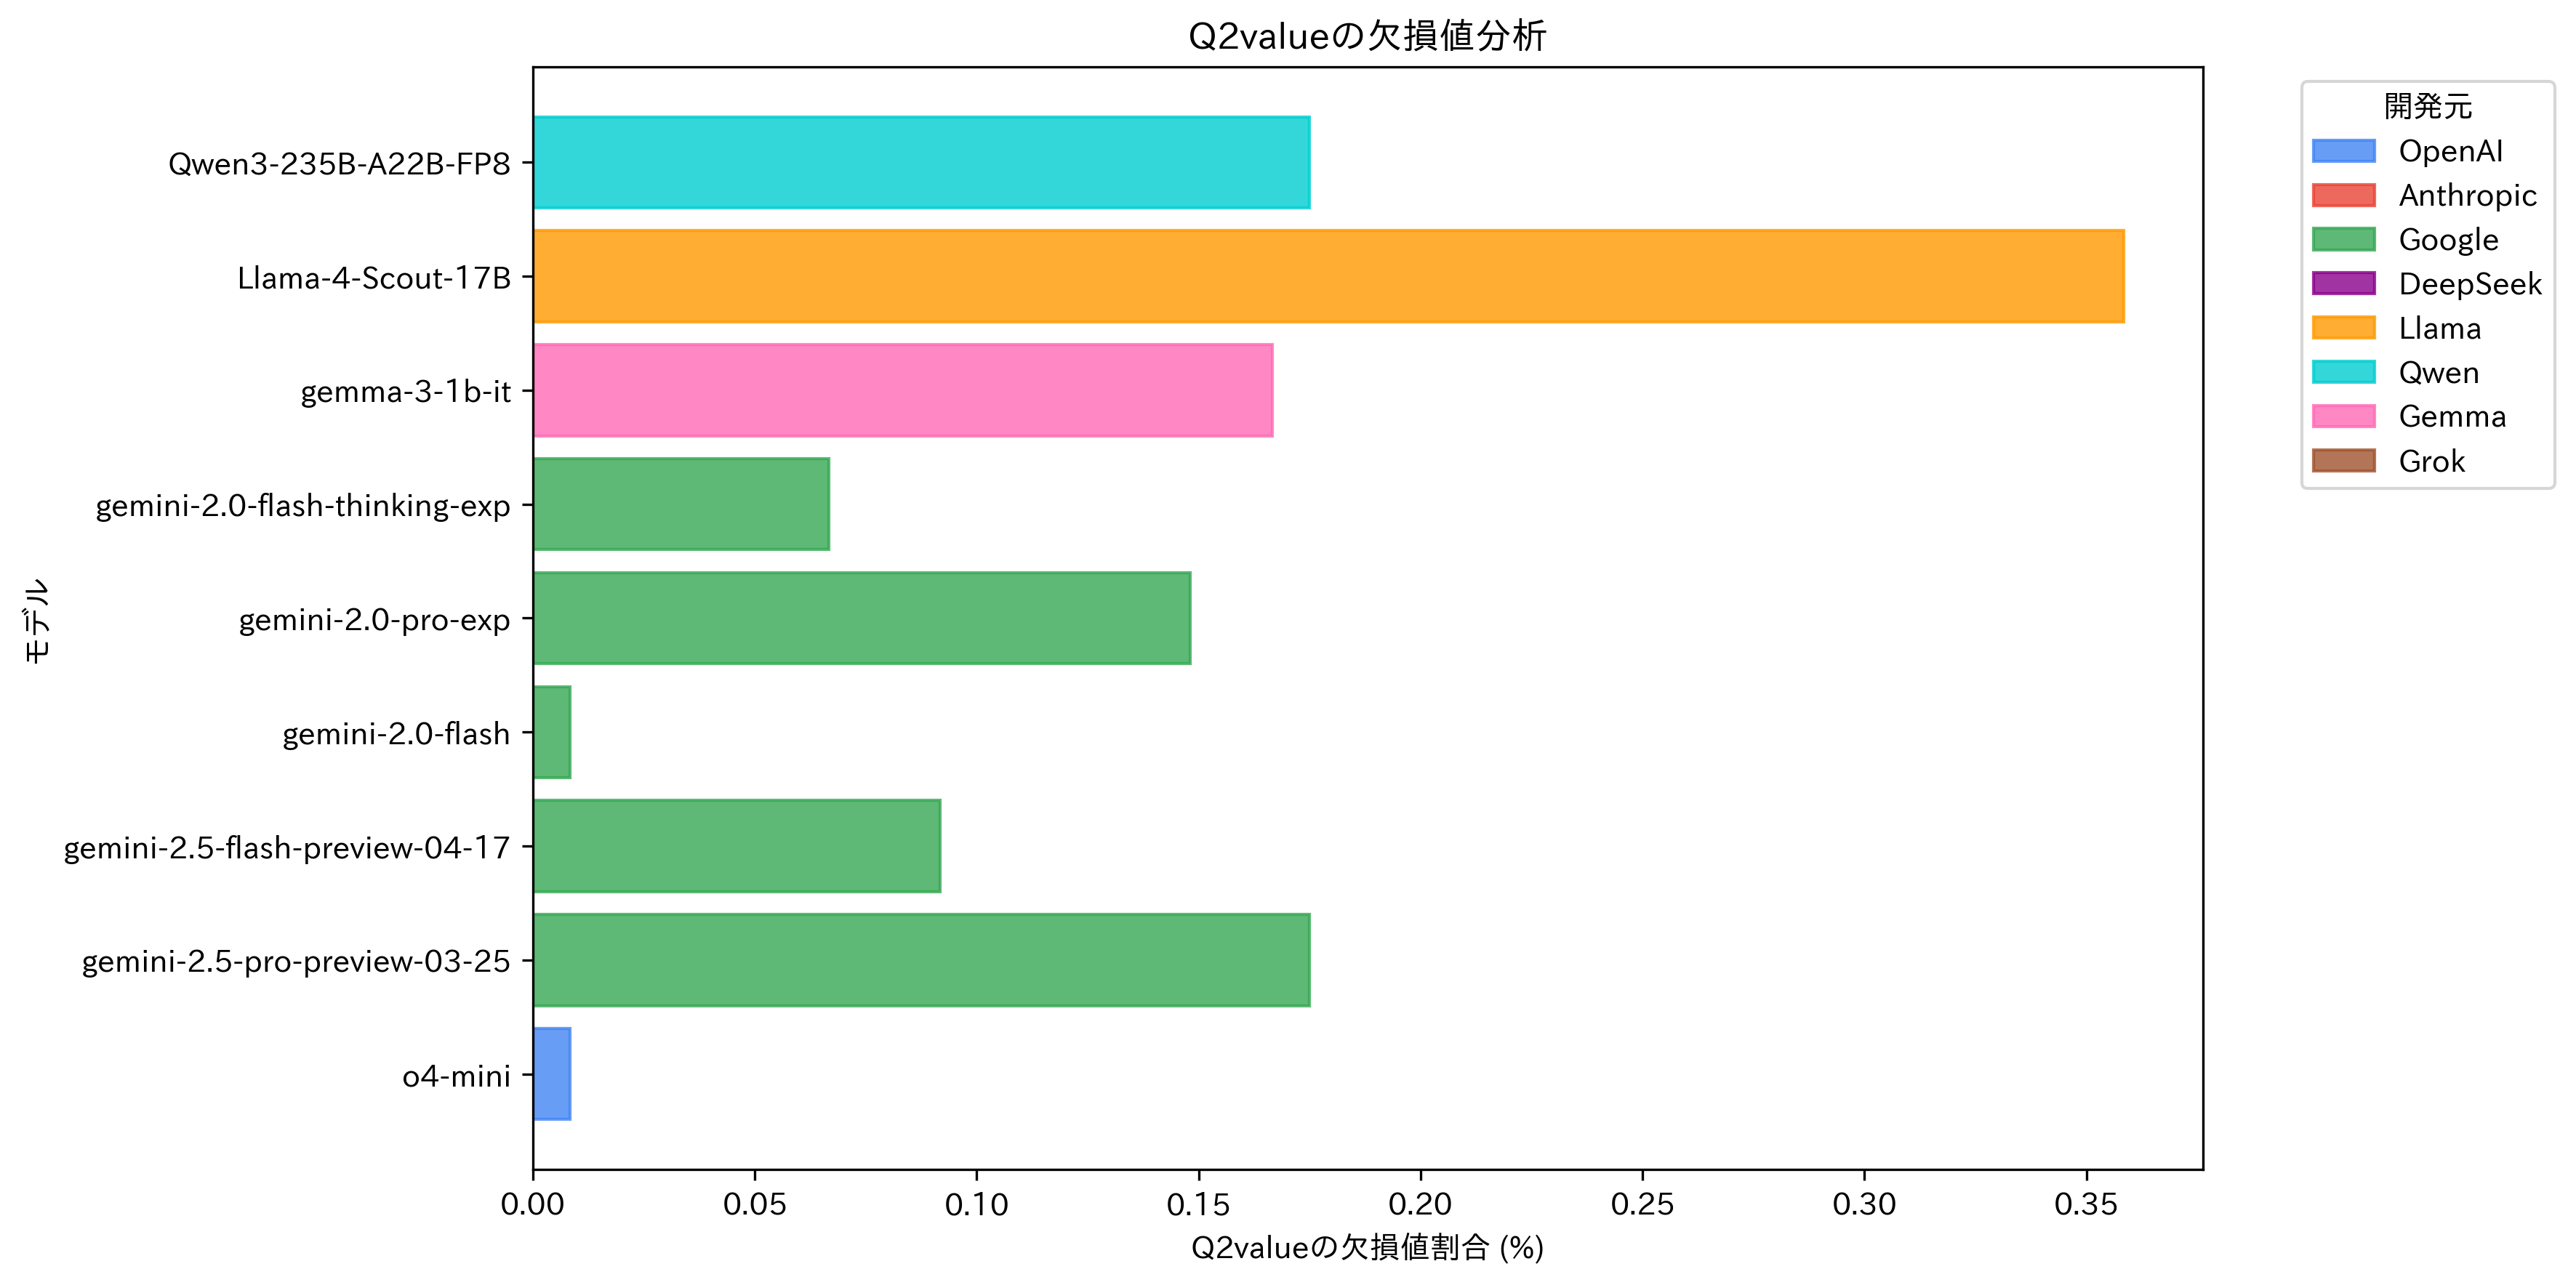 Q2valueの欠損値分析
モデル
Qwen3-235B-A22B-FP8
Llama-4-Scout-17B
gemma-3-1b-it
gemini-2.0-flash-thinking-exp
gemini-2.0-pro-exp
gemini-2.0-flash
gemini-2.5-flash-preview-04-17
gemini-2.5-pro-preview-03-25
o4-mini
0.00 0.05 0.10 0.15 0.20 0.25 0.30 0.35
Q2valueの欠損値割合 (%)
開発元
OpenAI
Anthropic
Google
DeepSeek
Llama
Qwen
Gemma
Grok